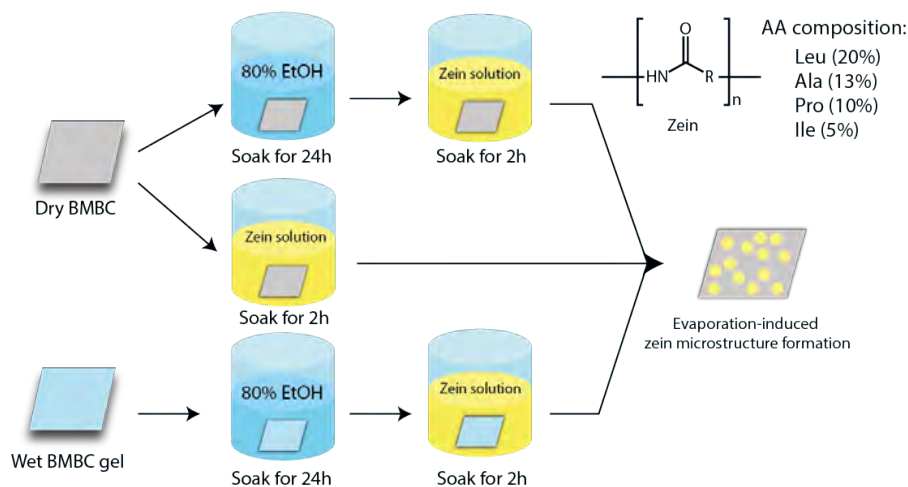 80% EtOH
Soak for 24h
Zein solution
Soak for 2h
O
HN
R
n
Zein
AA composition:
Leu (20%)
Ala (13%)
Pro (10%)
Ile (5%)
Dry BMBC
Zein solution
Soak for 2h
Evaporation-induced
zein microstructure formation
Wet BMBC gel
80% EtOH
Soak for 24h
Zein solution
Soak for 2h